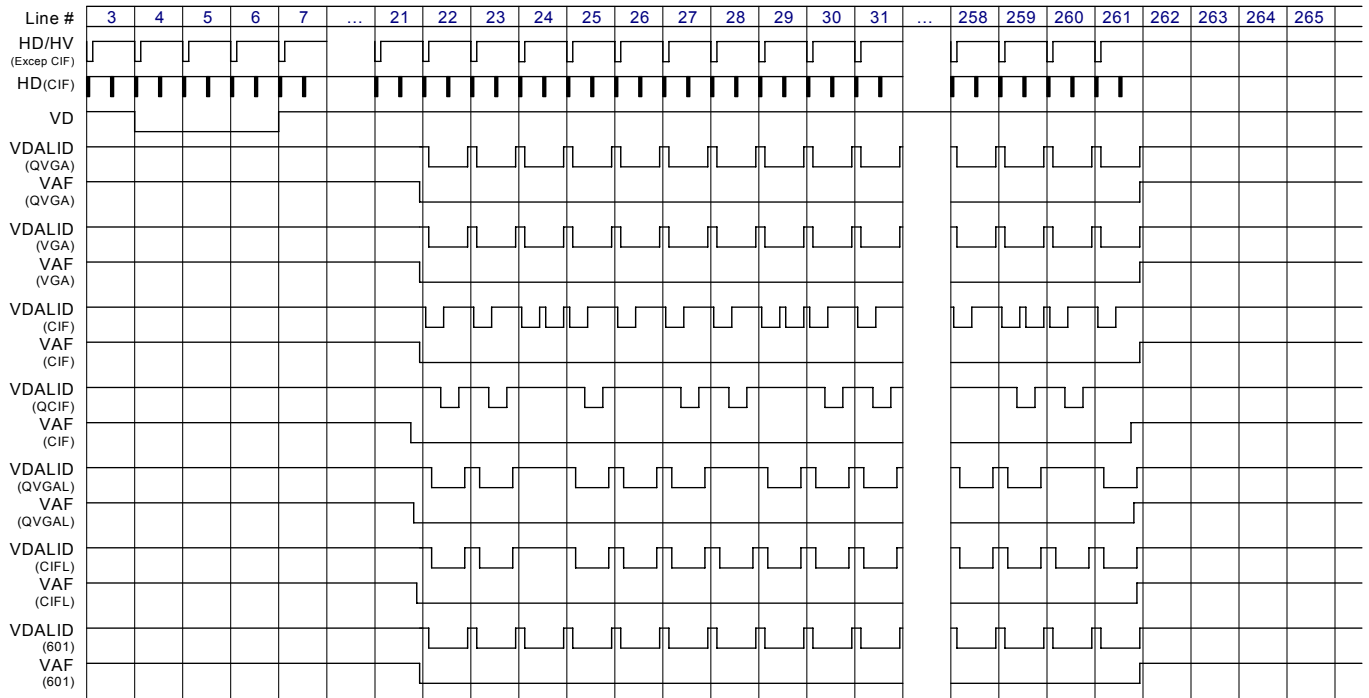 Line # 3 4 5 6 7 ... 21 22 23 24 25 26 27 28 29 30 31 ... 258 259 260 261 262 263 264 265
HD/HV
(Excep CIF)
HD(CIF)
VD
VDALID
(QVGA)
VAF
(QVGA)
VDALID
(VGA)
VAF
(VGA)
VDALID
(CIF)
VAF
(CIF)
VDALID
(QCIF)
VAF
(CIF)
VDALID
(QVGAL)
VAF
(QVGAL)
VDALID
(CIFL)
VAF
(CIFL)
VDALID
(601)
VAF
(601)